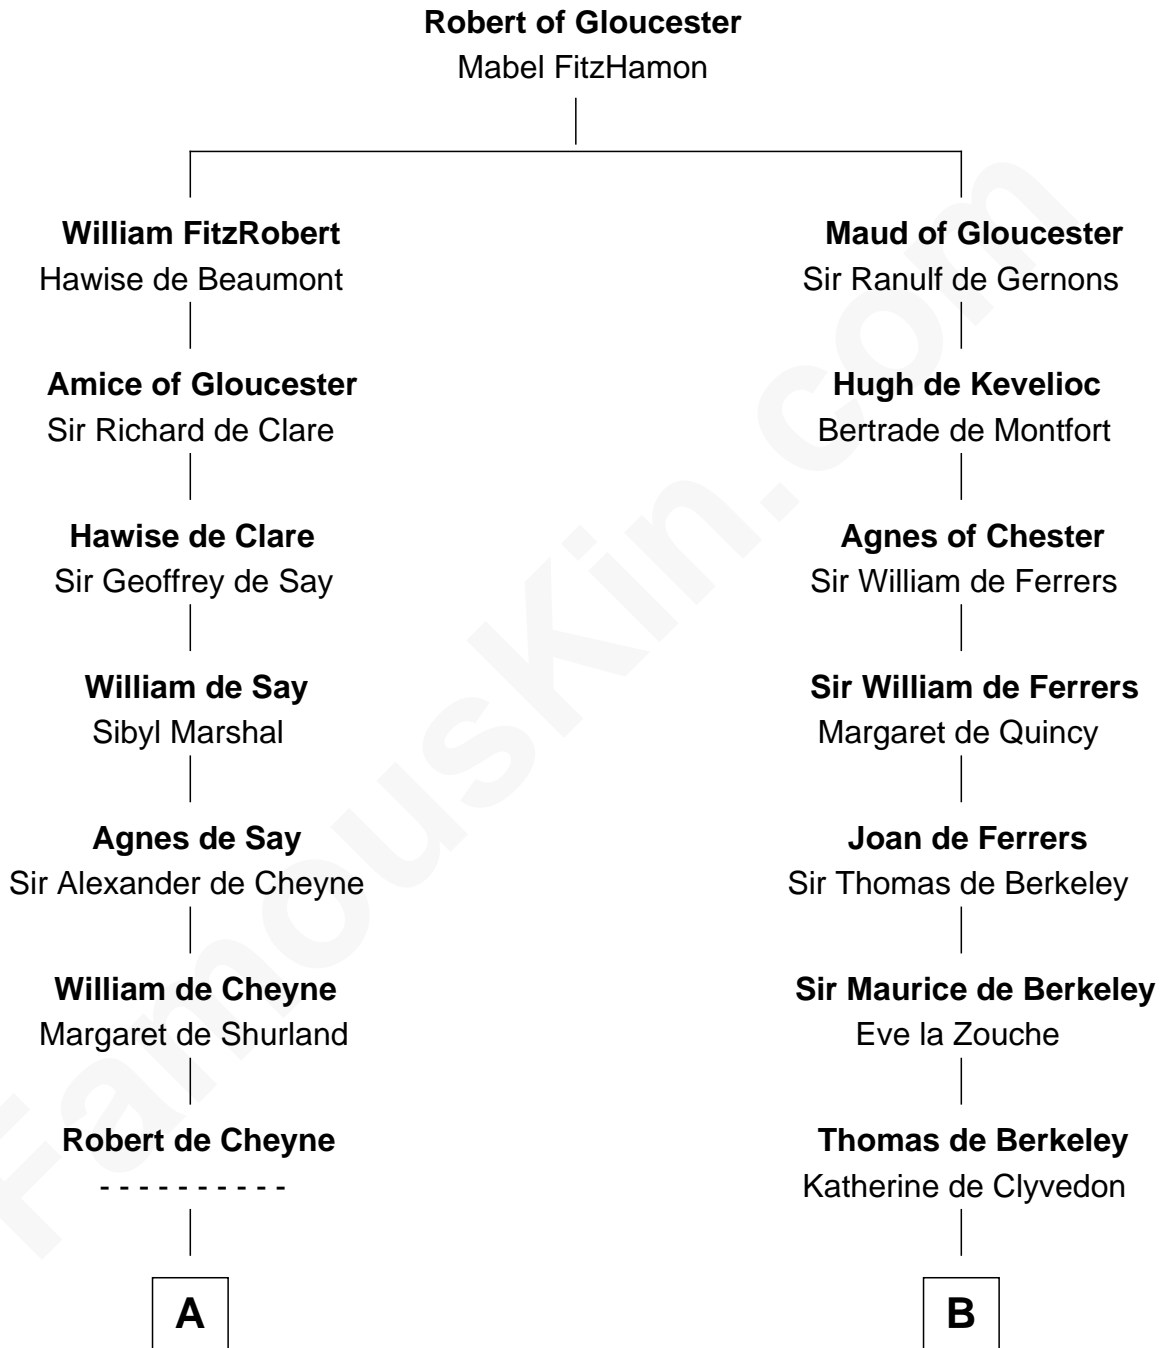 Robert of Gloucester
Mabel FitzHamon
William FitzRobert
Hawise de Beaumont
Amice of Gloucester
Sir Richard de Clare
Hawise de Clare
Sir Geoffrey de Say
William de Say
Sibyl Marshal
Agnes de Say
Sir Alexander de Cheyne
William de Cheyne
Margaret de Shurland
Robert de Cheyne
- - - - - - - - - -
A
Maud of Gloucester
Sir Ranulf de Gernons
Hugh de Kevelioc
Bertrade de Montfort
Agnes of Chester
Sir William de Ferrers
Sir William de Ferrers
Margaret de Quincy
Joan de Ferrers
Sir Thomas de Berkeley
Sir Maurice de Berkeley
Eve la Zouche
Thomas de Berkeley
Katherine de Clyvedon
B
FamousKin.com